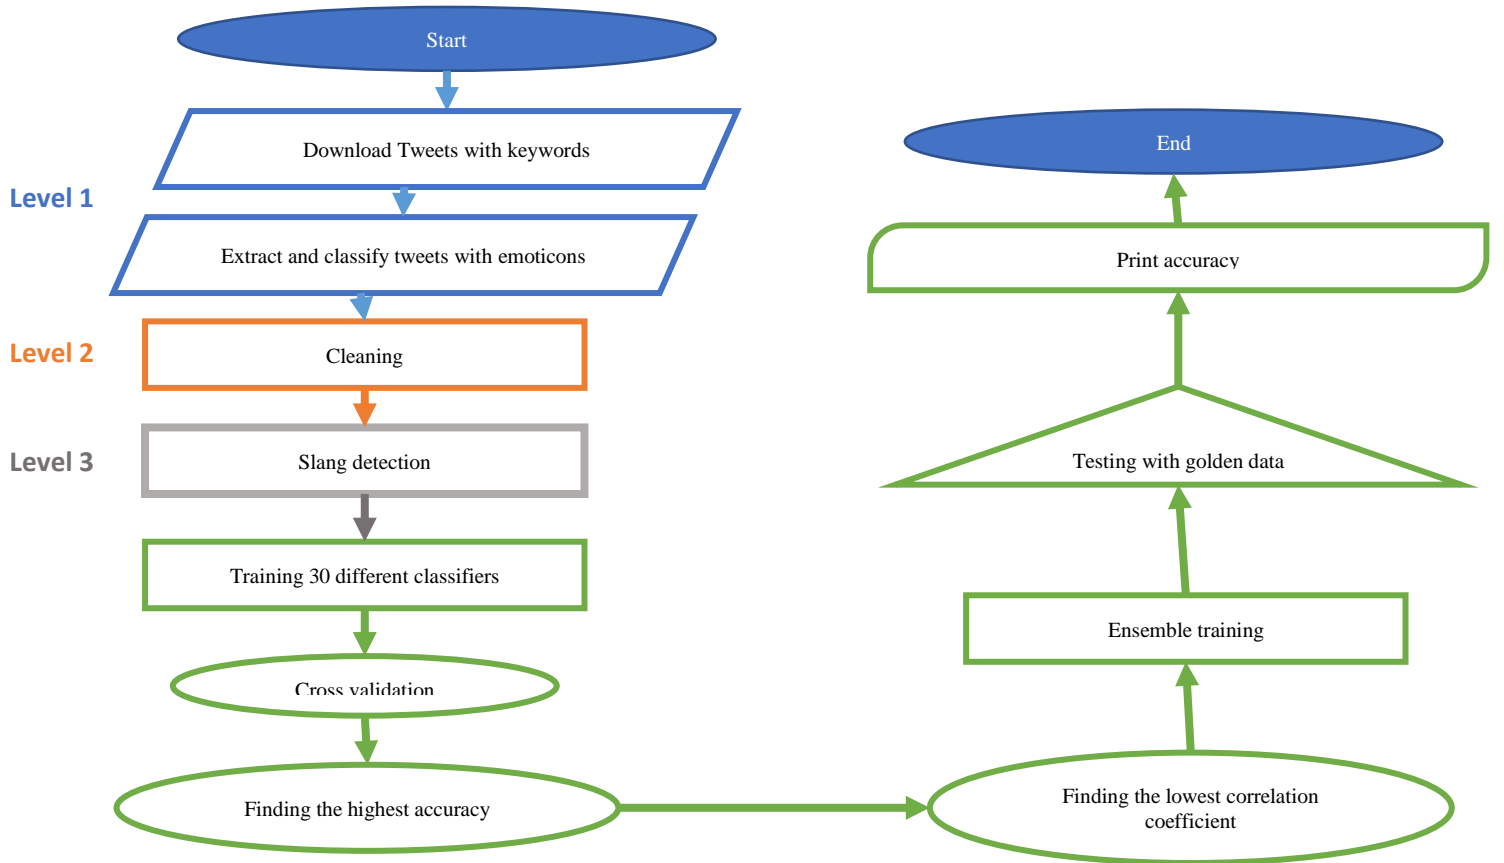 Start
Download Tweets with keywords
Level 1
Extract and classify tweets with emoticons
Level 2
Cleaning
Level 3
Slang detection
Training 30 different classifiers
Cross validation
Finding the highest accuracy
Finding the lowest correlation
coefficient
Ensemble training
Testing with golden data
Print accuracy
End